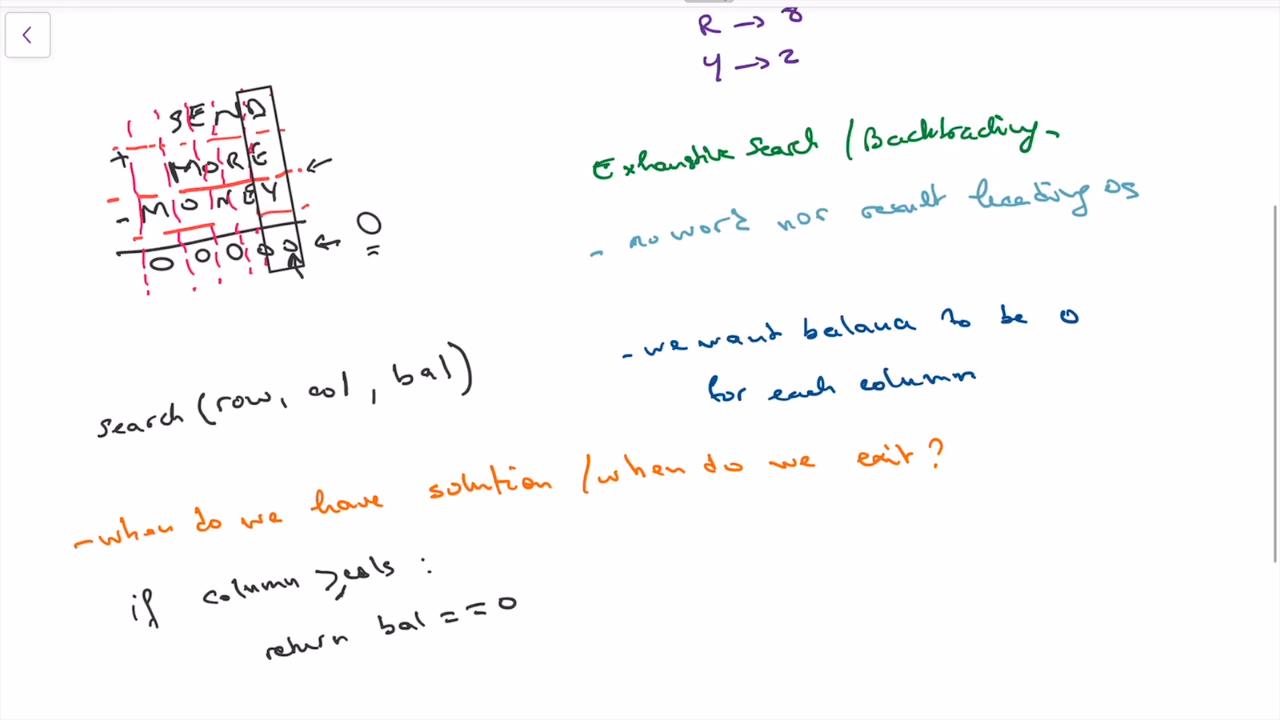 R → 8
Y → 2
SEND
+ MORE
- MONEY
0 0 0 0 0 ← 0
Exhaustive Search / Backtracking
- no word nor result leading 0s
- we want balance to be 0
for each column
search(row, col, bal)
- when do we have solution / when do we exit?
if column ≥ cols :
return bal == 0